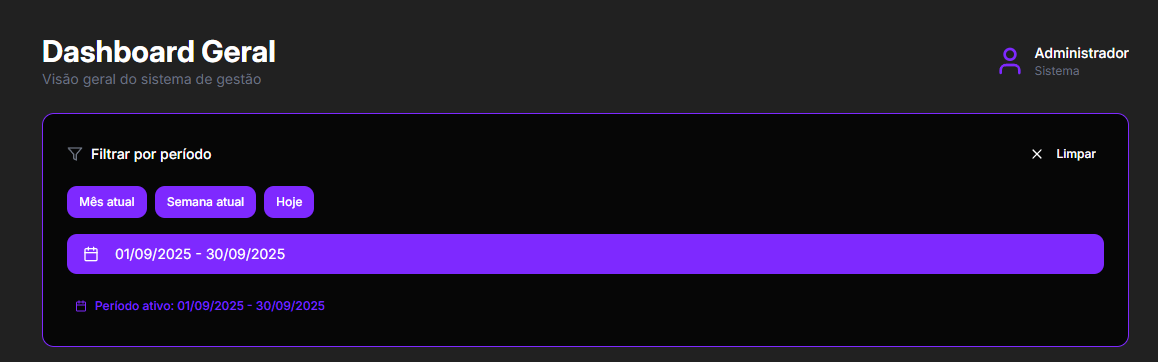 Dashboard Geral
Visão geral do sistema de gestão
Administrador
Sistema
Filtrar por período
Limpar
Mês atual Semana atual Hoje
01/09/2025 - 30/09/2025
Período ativo: 01/09/2025 - 30/09/2025